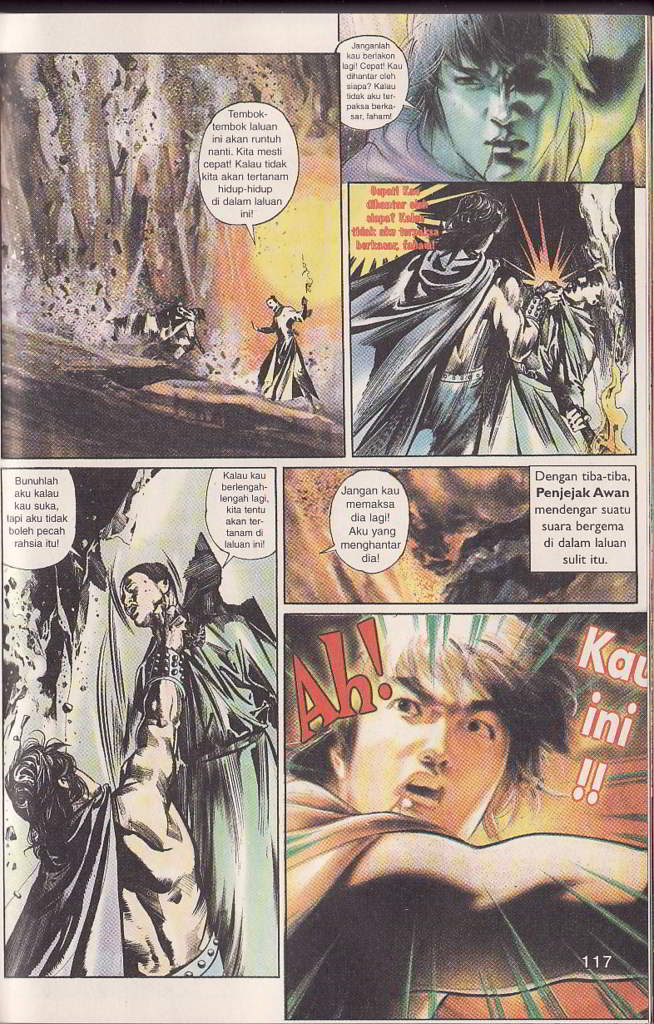 Tembok-
tembok laluan
ini akan runtuh
nanti. Kita mesti
cepat! Kalau tidak
kita akan tertanam
hidup-hidup
di dalam laluan
ini!
Janganlah
kau berlakon
lagi! Cepat! Kau
dihantar oleh
siapa? Kalau
tidak aku ter-
paksa berka-
sar, faham!
Cepat! Kau
dihantar oleh
siapa? Kalau
tidak aku terpaksa
berkasar, faham!
Bunuhlah
aku kalau
kau suka,
tapi aku tidak
boleh pecah
rahsia itu!
Kalau kau
berlengah-
lengah lagi,
kita tentu
akan ter-
tanam di
laluan ini!
Jangan kau
memaksa
dia lagi!
Aku yang
menghantar
dia!
Dengan tiba-tiba,
Penjejak Awan
mendengar suatu
suara bergema
di dalam laluan
sulit itu.
Ah!
Kau
ini
!!
117